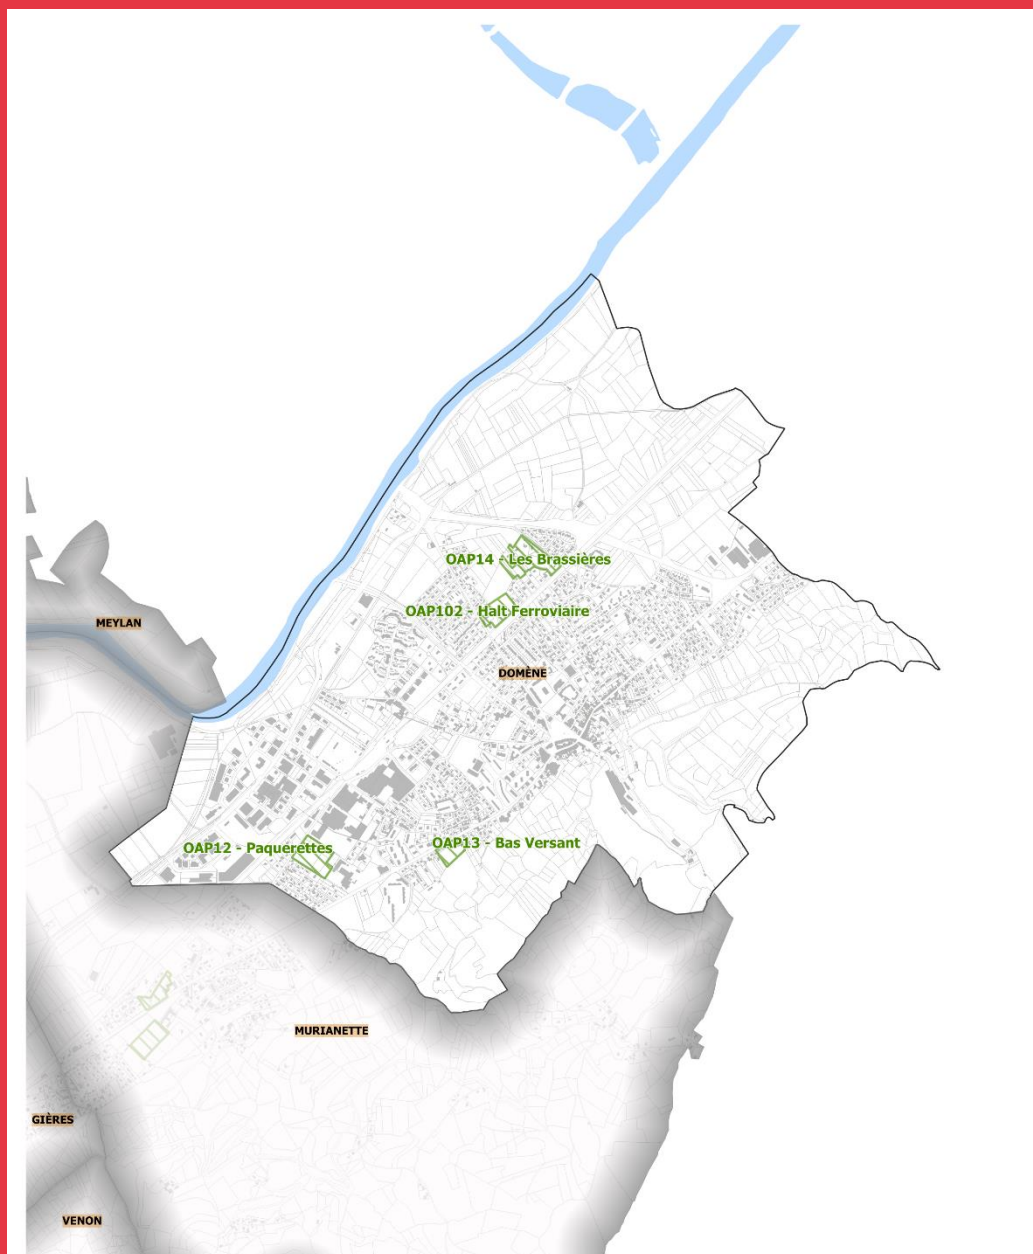 OAP14 - Les Brassières
OAP102 - Halt Ferroviaire
MEYLAN
DOMÈNE
OAP12 - Paquerettes
OAP13 - Bas Versant
MURIANETTE
GIÈRES
VENON